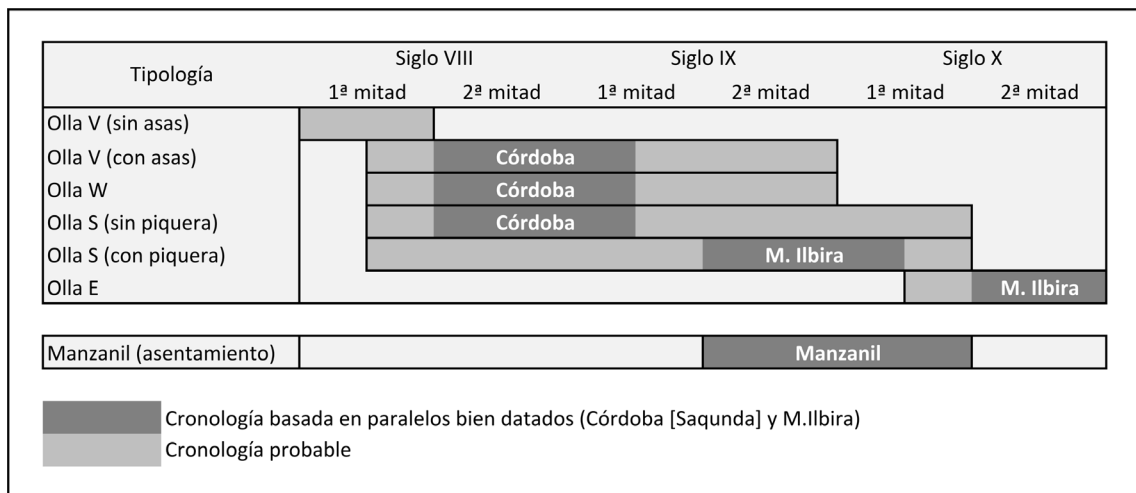 Tipología
Siglo VIII Siglo IX Siglo X
1ª mitad 2ª mitad 1ª mitad 2ª mitad 1ª mitad 2ª mitad
Olla V (sin asas)
Olla V (con asas) Córdoba
Olla W Córdoba
Olla S (sin piquera) Córdoba
Olla S (con piquera) M. Ilbira
Olla E M. Ilbira
Manzanil (asentamiento) Manzanil
Cronología basada en paralelos bien datados (Córdoba [Saqunda] y M.Ilbira)
Cronología probable